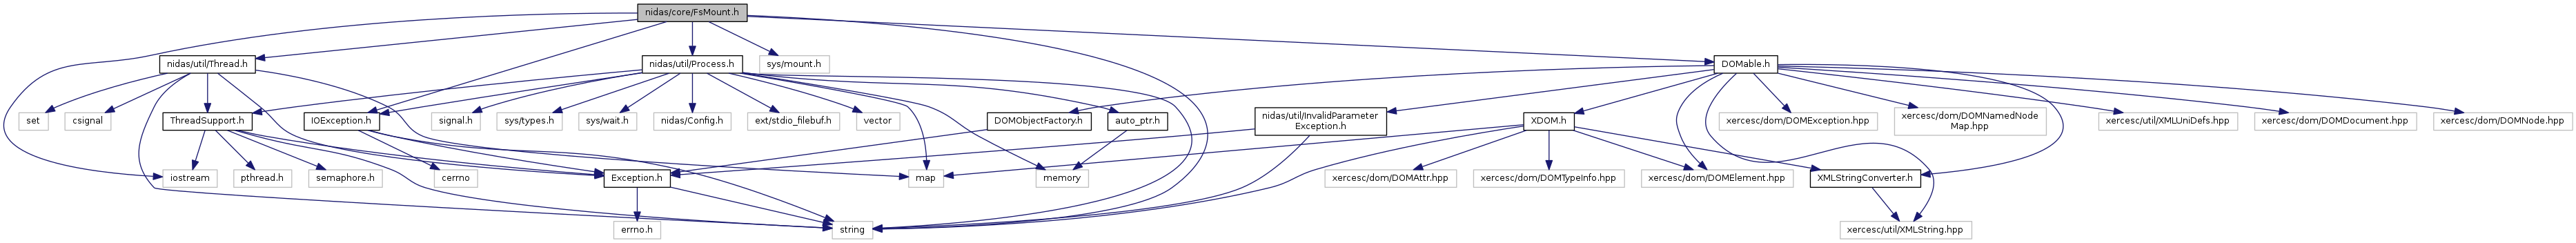 nidas/core/FsMount.h
nidas/util/Thread.h
nidas/util/Process.h
sys/mount.h
DOMable.h
set
csignal
ThreadSupport.h
IOException.h
signal.h
sys/types.h
sys/wait.h
nidas/Config.h
ext/stdio_filebuf.h
vector
DOMObjectFactory.h
auto_ptr.h
nidas/util/InvalidParameter
Exception.h
XDOM.h
xercesc/dom/DOMException.hpp
xercesc/dom/DOMNamedNode
Map.hpp
xercesc/util/XMLUniDefs.hpp
xercesc/dom/DOMDocument.hpp
xercesc/dom/DOMNode.hpp
iostream
pthread.h
semaphore.h
cerrno
Exception.h
map
memory
xercesc/dom/DOMAttr.hpp
xercesc/dom/DOMTypeInfo.hpp
xercesc/dom/DOMElement.hpp
XMLStringConverter.h
errno.h
string
xercesc/util/XMLString.hpp